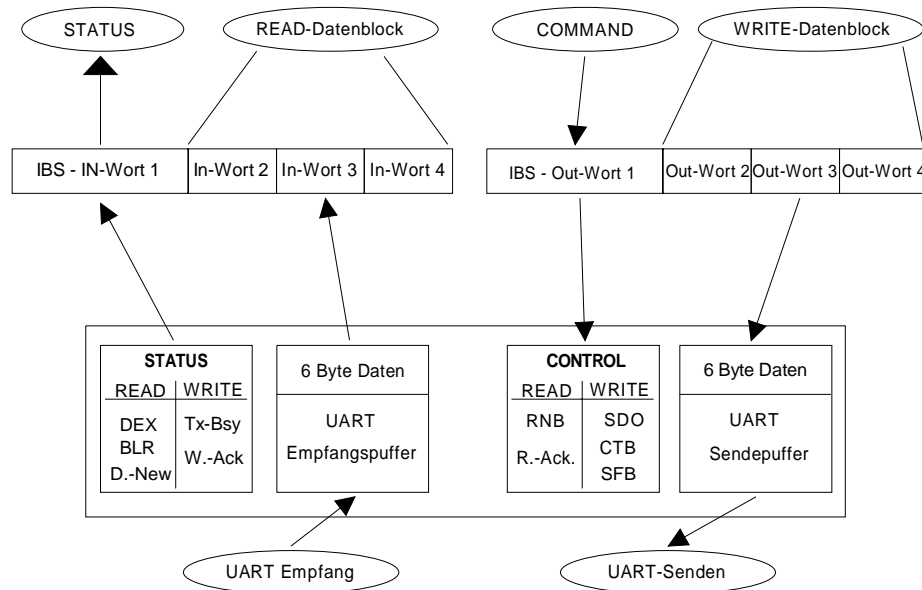 STATUS
READ-Datenblock
COMMAND
WRITE-Datenblock
IBS - IN-Wort 1
In-Wort 2
In-Wort 3
In-Wort 4
IBS - Out-Wort 1
Out-Wort 2
Out-Wort 3
Out-Wort 4
STATUS
READ
WRITE
DEX
BLR
D.-New
Tx-Bsy
W.-Ack
6 Byte Daten
UART
Empfangspuffer
CONTROL
READ
WRITE
RNB
R.-Ack.
SDO
CTB
SFB
6 Byte Daten
UART
Sendepuffer
UART Empfang
UART-Senden